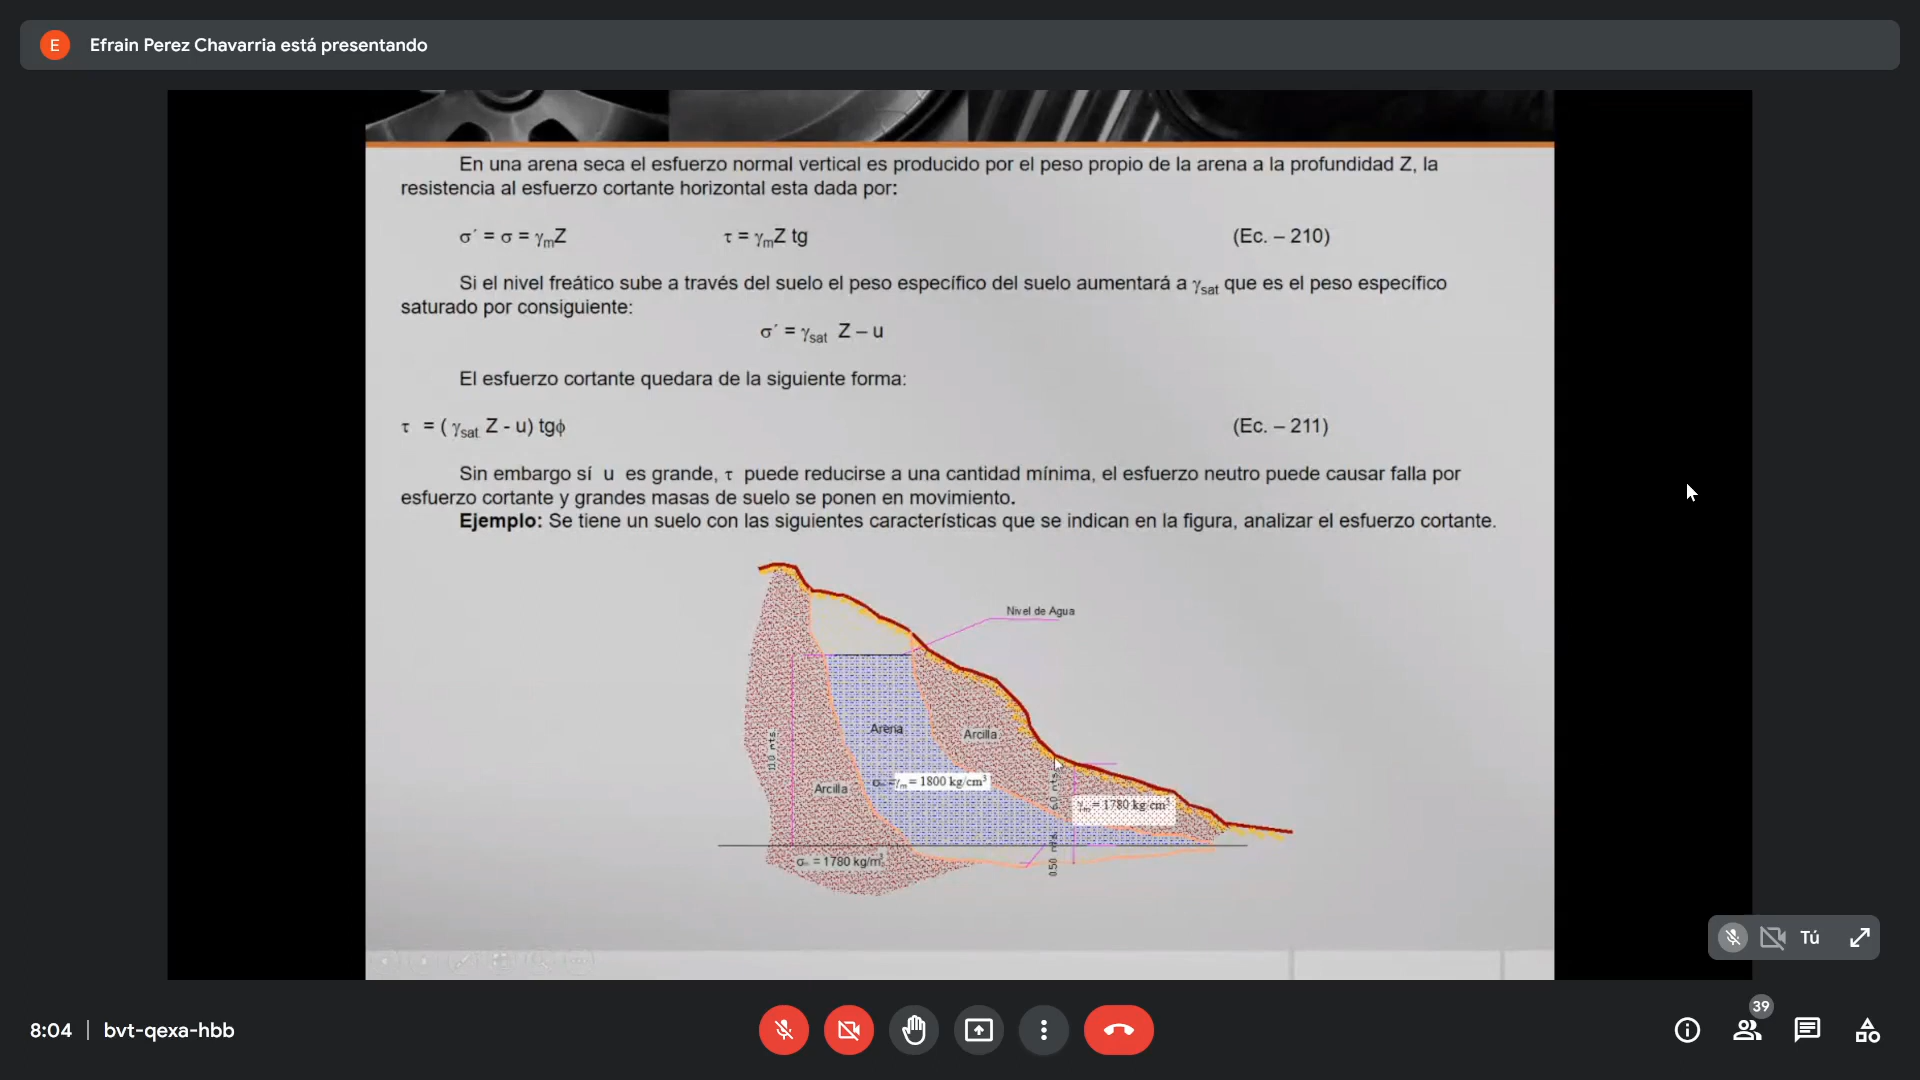 E Efrain Perez Chavarria está presentando
En una arena seca el esfuerzo normal vertical es producido por el peso propio de la arena a la profundidad Z, la
resistencia al esfuerzo cortante horizontal esta dada por:
σ´ = σ = γmZ τ = γmZ tg (Ec. – 210)
Si el nivel freático sube a través del suelo el peso específico del suelo aumentará a γsat que es el peso específico
saturado por consiguiente:
σ´ = γsat Z – u
El esfuerzo cortante quedara de la siguiente forma:
τ = ( γsat Z - u) tgϕ (Ec. – 211)
Sin embargo sí u es grande, τ puede reducirse a una cantidad mínima, el esfuerzo neutro puede causar falla por
esfuerzo cortante y grandes masas de suelo se ponen en movimiento.
Ejemplo: Se tiene un suelo con las siguientes características que se indican en la figura, analizar el esfuerzo cortante.
Nivel de Agua
Arena
Arcilla
γm = 1800 kg/cm³
Arcilla
γm = 1780 kg/cm³
σm = 1780 kg/m³
6.0 mts.
0.50 mts.
Tú
8:04 | bvt-qexa-hbb
39